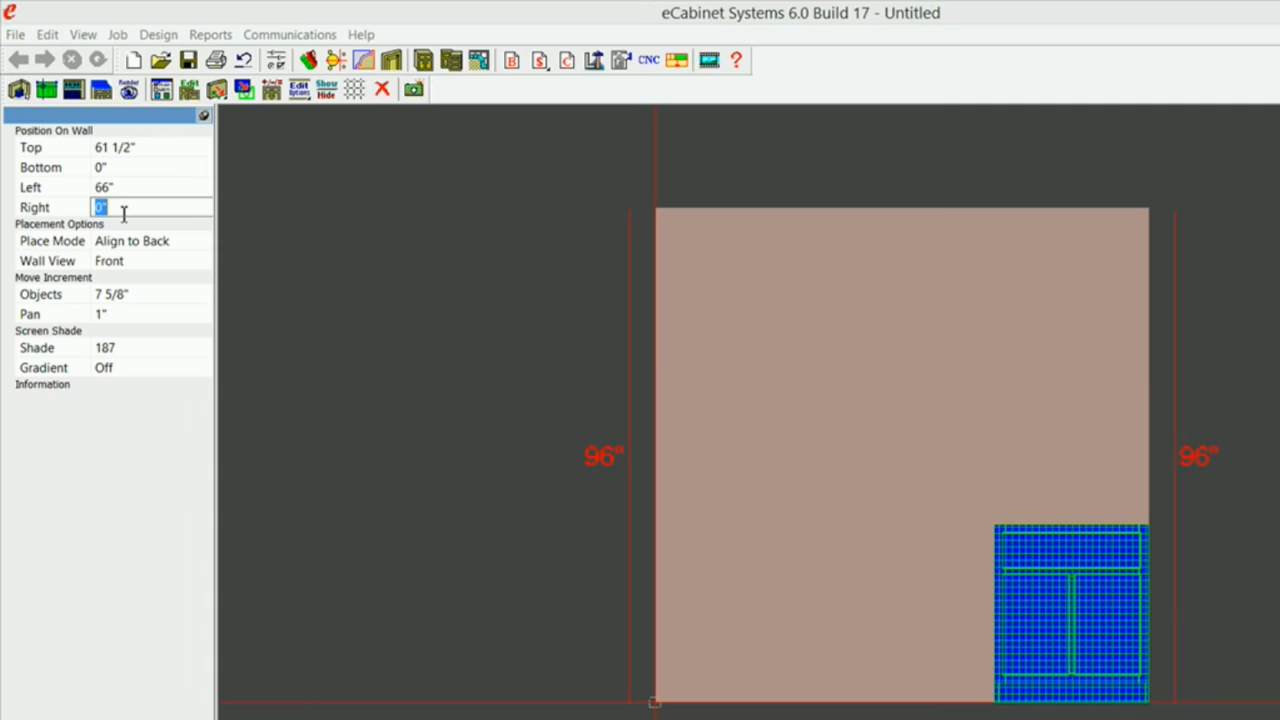 eCabinet Systems 6.0 Build 17 - Untitled
File Edit View Job Design Reports Communications Help
CNC
Edit
Show
Hide
Position On Wall
Top 61 1/2"
Bottom 0"
Left 66"
Right 0"
Placement Options
Place Mode Align to Back
Wall View Front
Move Increment
Objects 7 5/8"
Pan 1"
Screen Shade
Shade 187
Gradient Off
Information
96" 96"